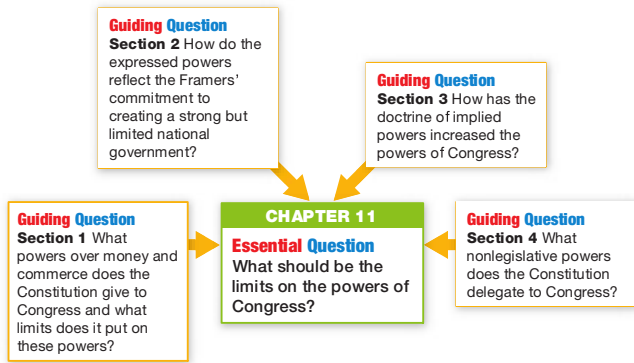 Guiding Question
Section 2 How do the
expressed powers
reflect the Framers'
commitment to
creating a strong but
limited national
government?
Guiding Question
Section 3 How has the
doctrine of implied
powers increased the
powers of Congress?
Guiding Question
Section 1 What
powers over money and
commerce does the
Constitution give to
Congress and what
limits does it put on
these powers?
CHAPTER 11
Essential Question
What should be the
limits on the powers of
Congress?
Guiding Question
Section 4 What
nonlegislative powers
does the Constitution
delegate to Congress?